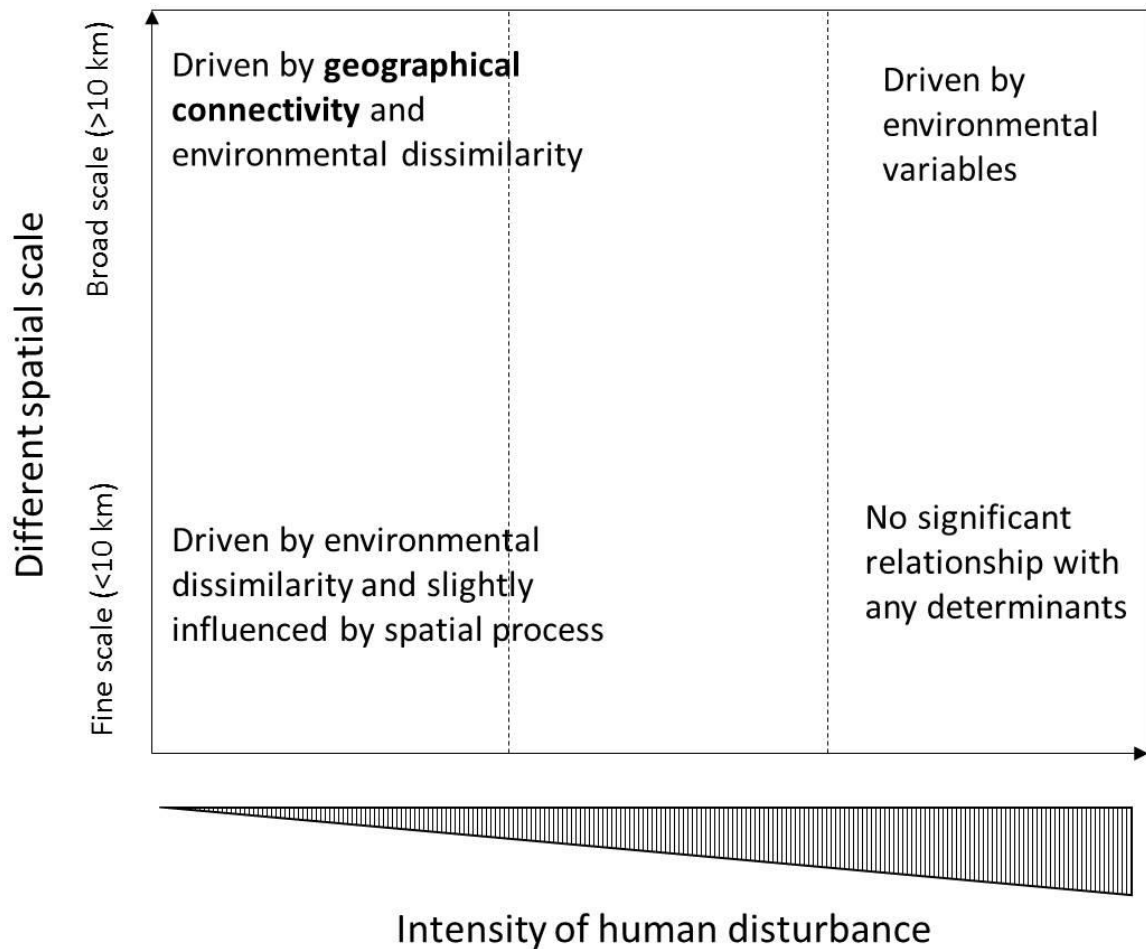 Different spatial scale
Broad scale (>10 km)
Fine scale (<10 km)
Driven by geographical
connectivity and
environmental dissimilarity
Driven by
environmental
variables
Driven by environmental
dissimilarity and slightly
influenced by spatial process
No significant
relationship with
any determinants
Intensity of human disturbance